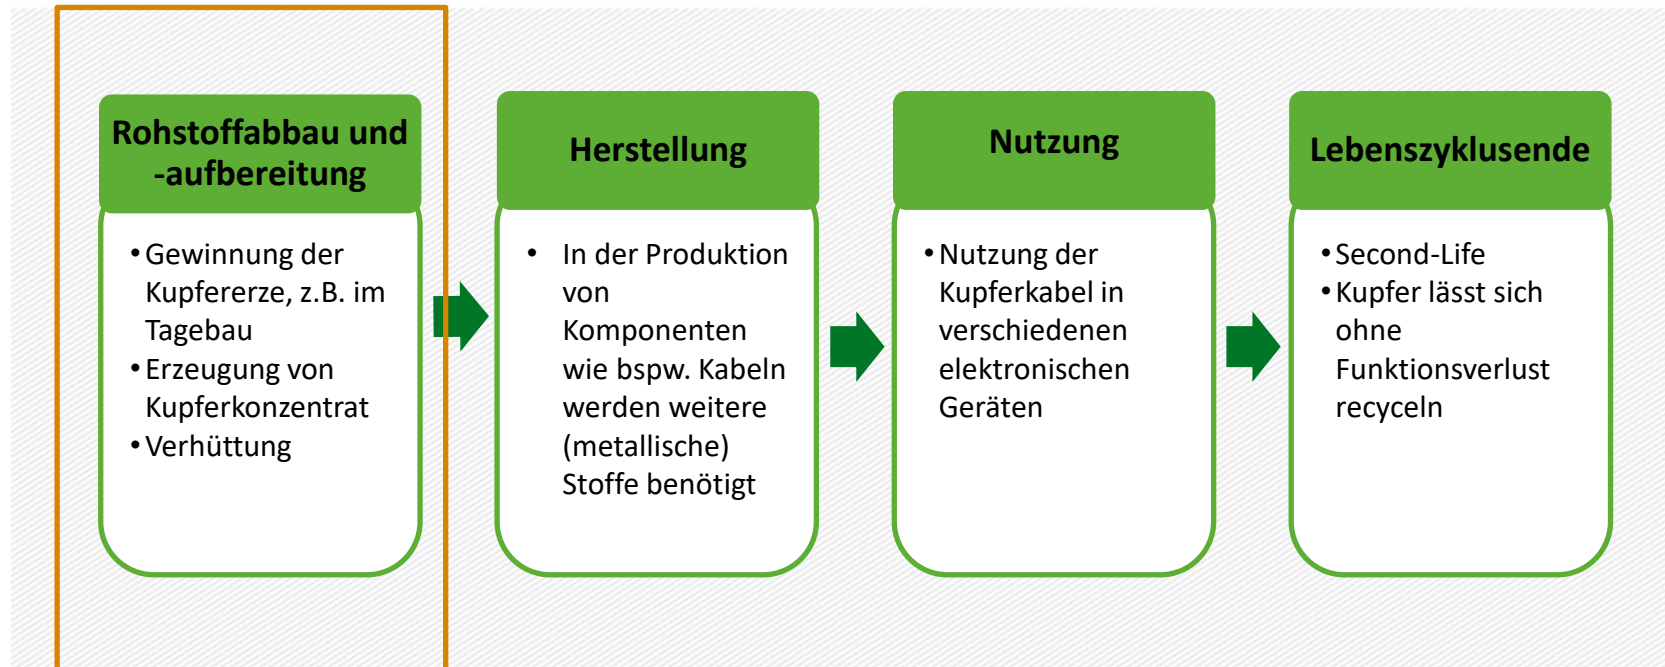 Rohstoffabbau und
-aufbereitung
• Gewinnung der
Kupfererze, z.B. im
Tagebau
• Erzeugung von
Kupferkonzentrat
• Verhüttung
Herstellung
• In der Produktion
von
Komponenten
wie bspw. Kabeln
werden weitere
(metallische)
Stoffe benötigt
Nutzung
• Nutzung der
Kupferkabel in
verschiedenen
elektronischen
Geräten
Lebenszyklusende
• Second-Life
• Kupfer lässt sich
ohne
Funktionsverlust
recyceln